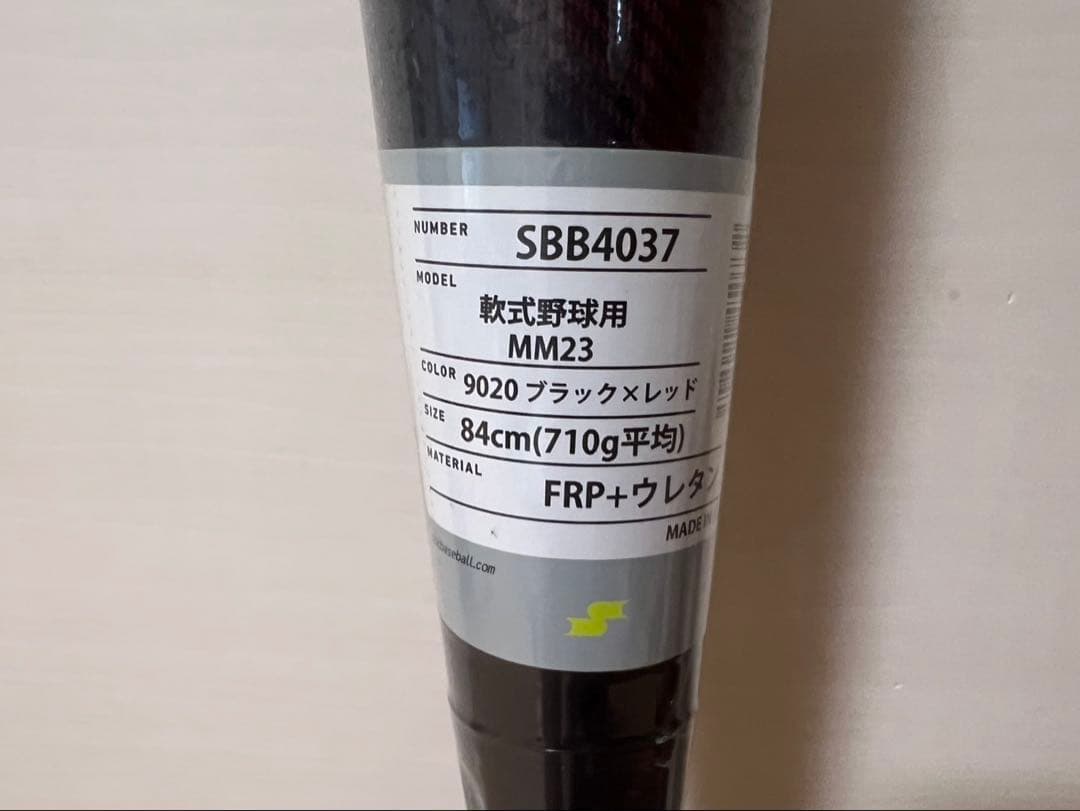 NUMBER SBB4037
MODEL
軟式野球用
MM23
COLOR 9020 ブラック×レッド
SIZE 84cm(710g平均)
MATERIAL FRP+ウレタン
MADE